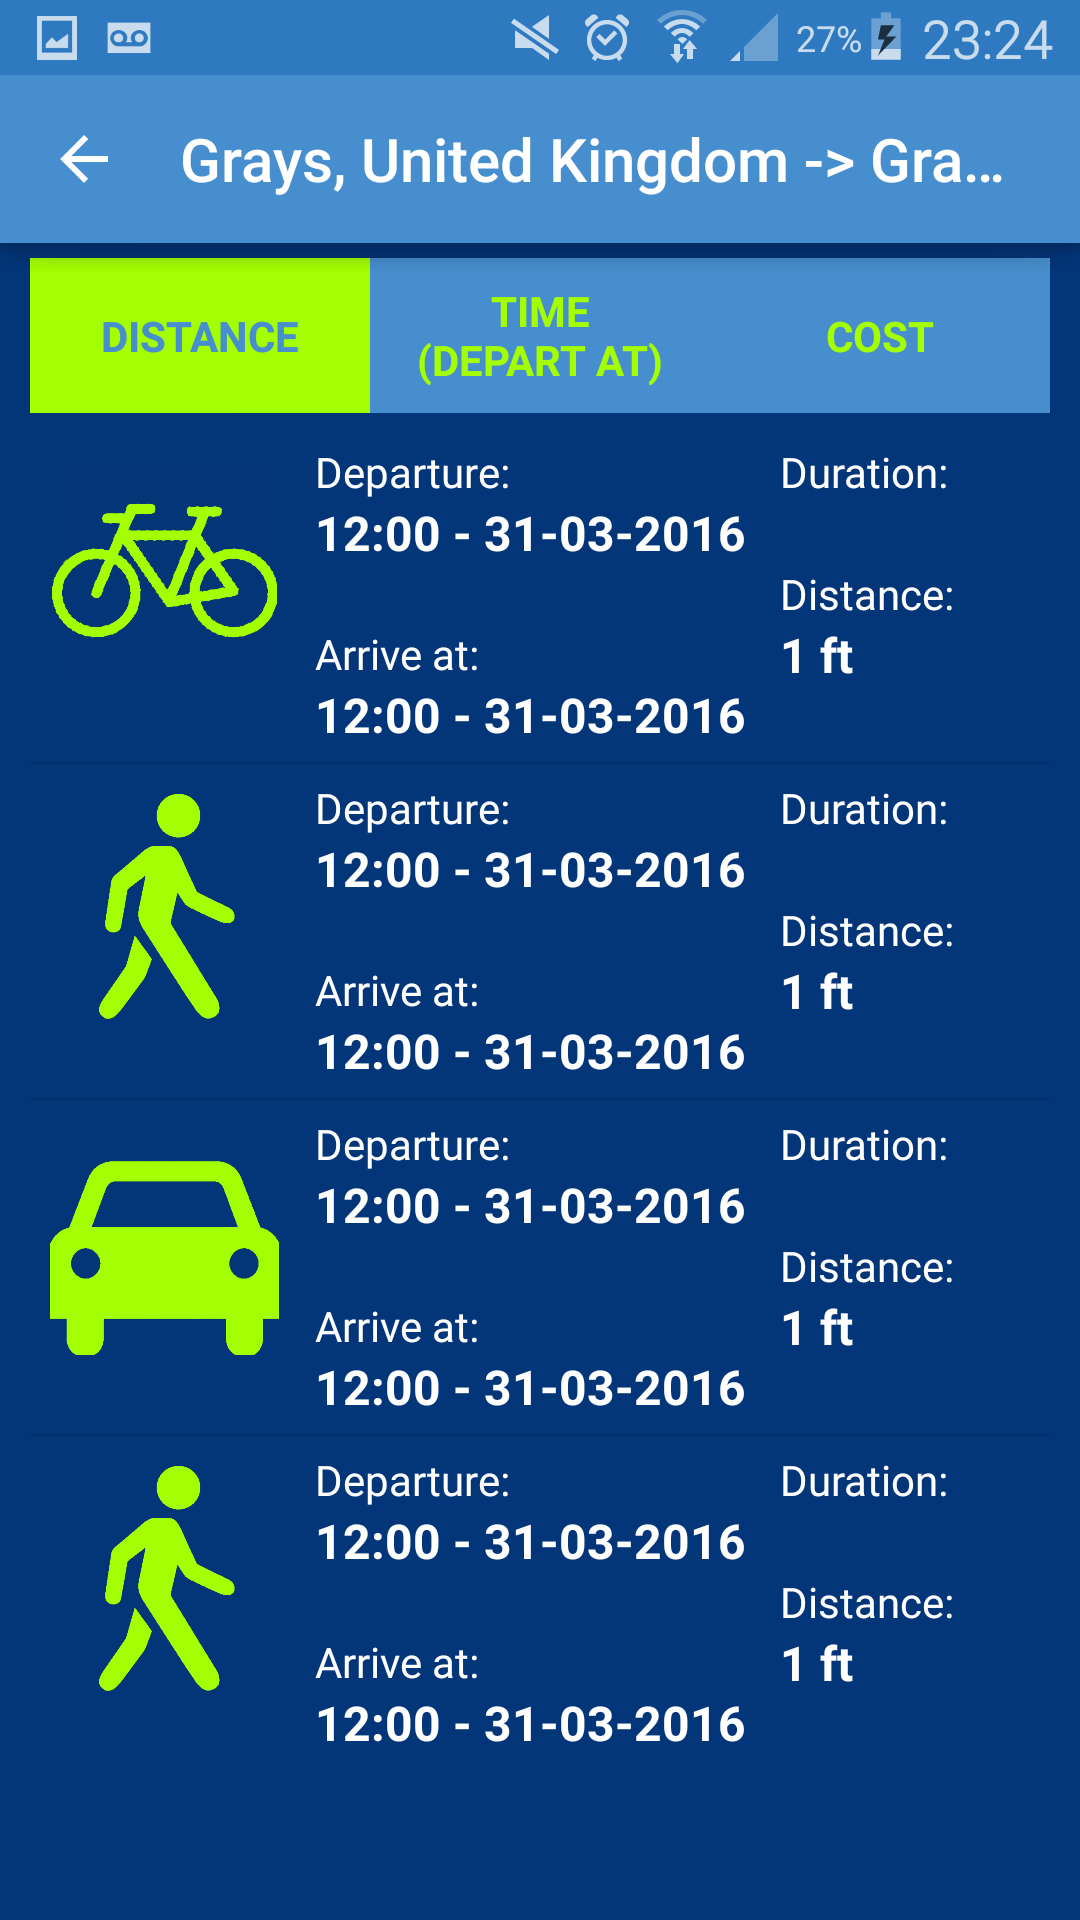 27% 23:24
Grays, United Kingdom -> Gra...
DISTANCE
TIME
(DEPART AT)
COST
Departure:
12:00 - 31-03-2016
Arrive at:
12:00 - 31-03-2016
Duration:
Distance:
1 ft
Departure:
12:00 - 31-03-2016
Arrive at:
12:00 - 31-03-2016
Duration:
Distance:
1 ft
Departure:
12:00 - 31-03-2016
Arrive at:
12:00 - 31-03-2016
Duration:
Distance:
1 ft
Departure:
12:00 - 31-03-2016
Arrive at:
12:00 - 31-03-2016
Duration:
Distance:
1 ft